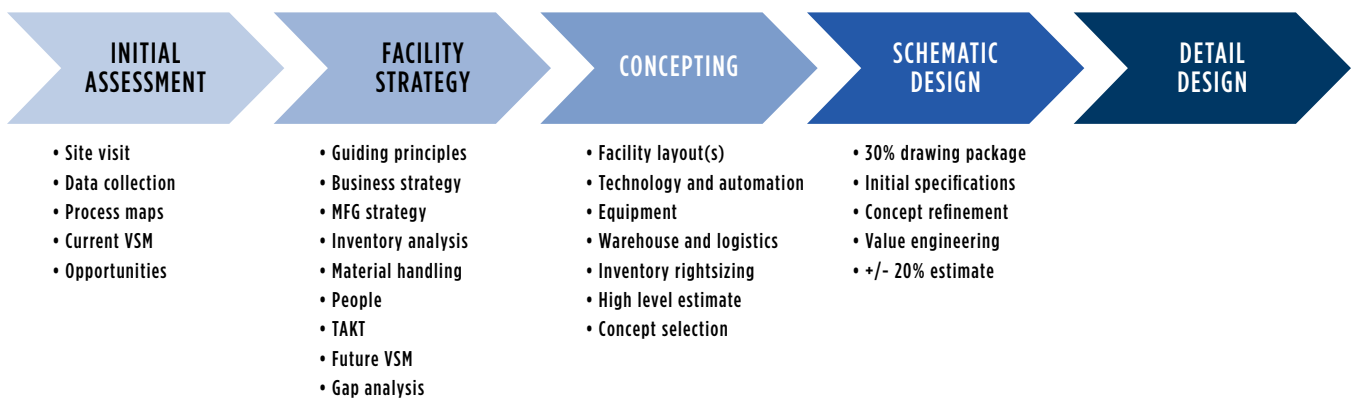 INITIAL
ASSESSMENT
FACILITY
STRATEGY
CONCEPTING
SCHEMATIC
DESIGN
DETAIL
DESIGN
• Site visit
• Data collection
• Process maps
• Current VSM
• Opportunities
• Guiding principles
• Business strategy
• MFG strategy
• Inventory analysis
• Material handling
• People
• TAKT
• Future VSM
• Gap analysis
• Facility layout(s)
• Technology and automation
• Equipment
• Warehouse and logistics
• Inventory rightsizing
• High level estimate
• Concept selection
• 30% drawing package
• Initial specifications
• Concept refinement
• Value engineering
• +/- 20% estimate